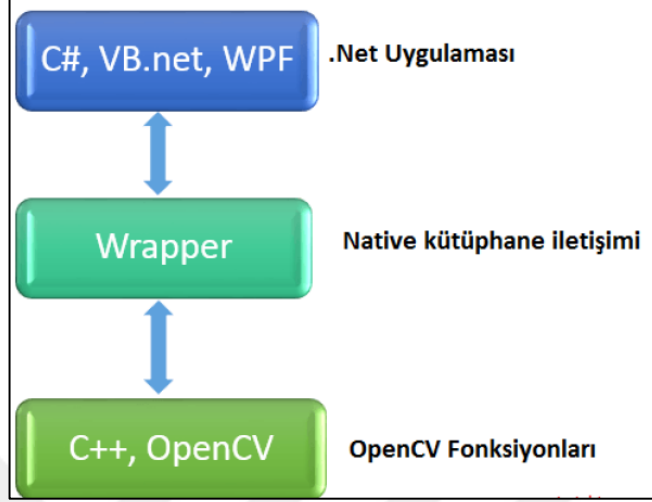 C#, VB.net, WPF
.Net Uygulaması
Wrapper
Native kütüphane iletişimi
C++, OpenCV
OpenCV Fonksiyonları